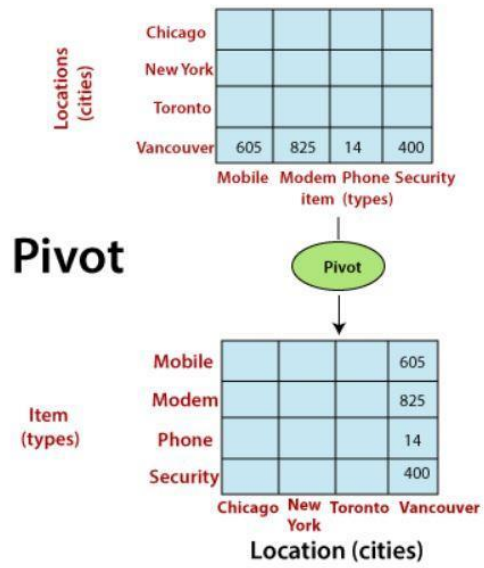 Locations
(cities)
Chicago
New York
Toronto
Vancouver 605 825 14 400
Mobile Modem Phone Security
item (types)
Pivot
Pivot
Item
(types)
Mobile 605
Modem 825
Phone 14
Security 400
Chicago New York Toronto Vancouver
Location (cities)